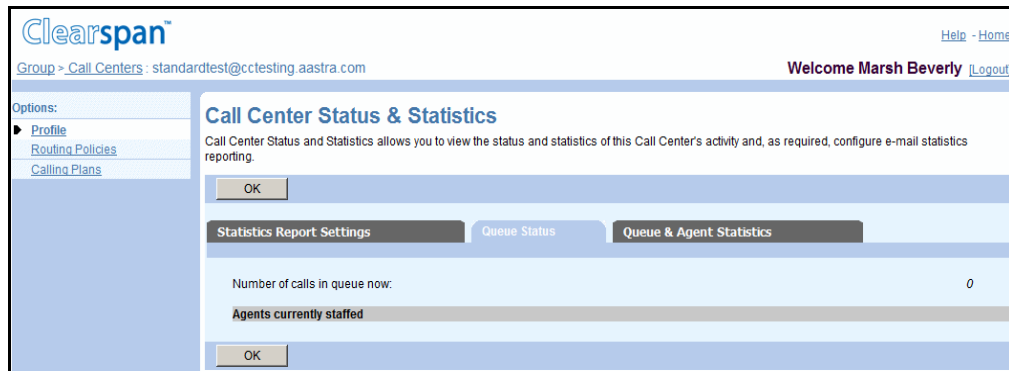 Clearspan™
Help - Home
Group > Call Centers : standardtest@cctesting.aastra.com
Welcome Marsh Beverly [Logout]
Options:
Profile
Routing Policies
Calling Plans
Call Center Status & Statistics
Call Center Status and Statistics allows you to view the status and statistics of this Call Center's activity and, as required, configure e-mail statistics
reporting.
OK
Statistics Report Settings
Queue Status
Queue & Agent Statistics
Number of calls in queue now: 0
Agents currently staffed
OK